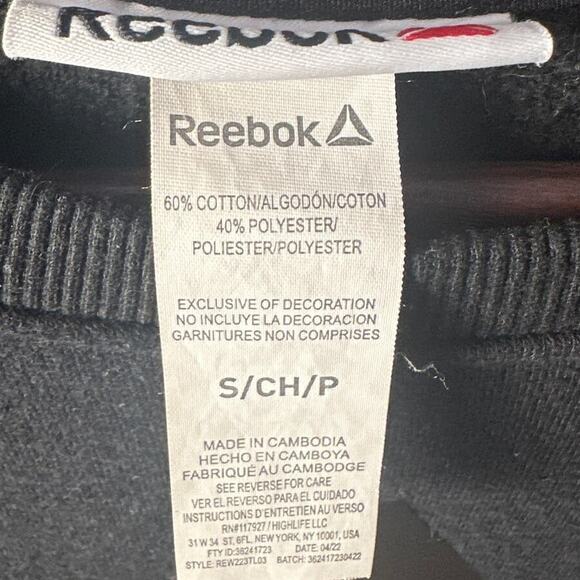 Reebok
Reebok
60% COTTON/ALGODÓN/COTON
40% POLYESTER/
POLIESTER/POLYESTER
EXCLUSIVE OF DECORATION
NO INCLUYE LA DECORACION
GARNITURES NON COMPRISES
S/CH/P
MADE IN CAMBODIA
HECHO EN CAMBOYA
FABRIQUÉ AU CAMBODGE
SEE REVERSE FOR CARE
VER EL REVERSO PARA EL CUIDADO
INSTRUCTIONS D'ENTRETIEN AU VERSO
RN#117927/HIGHLIFE LLC
31 W 34 ST, 6FL, NEW YORK, NY 10001, USA
FTY ID:36241723 DATE: 04/22
STYLE: REW223TL03 BATCH: 362417230422